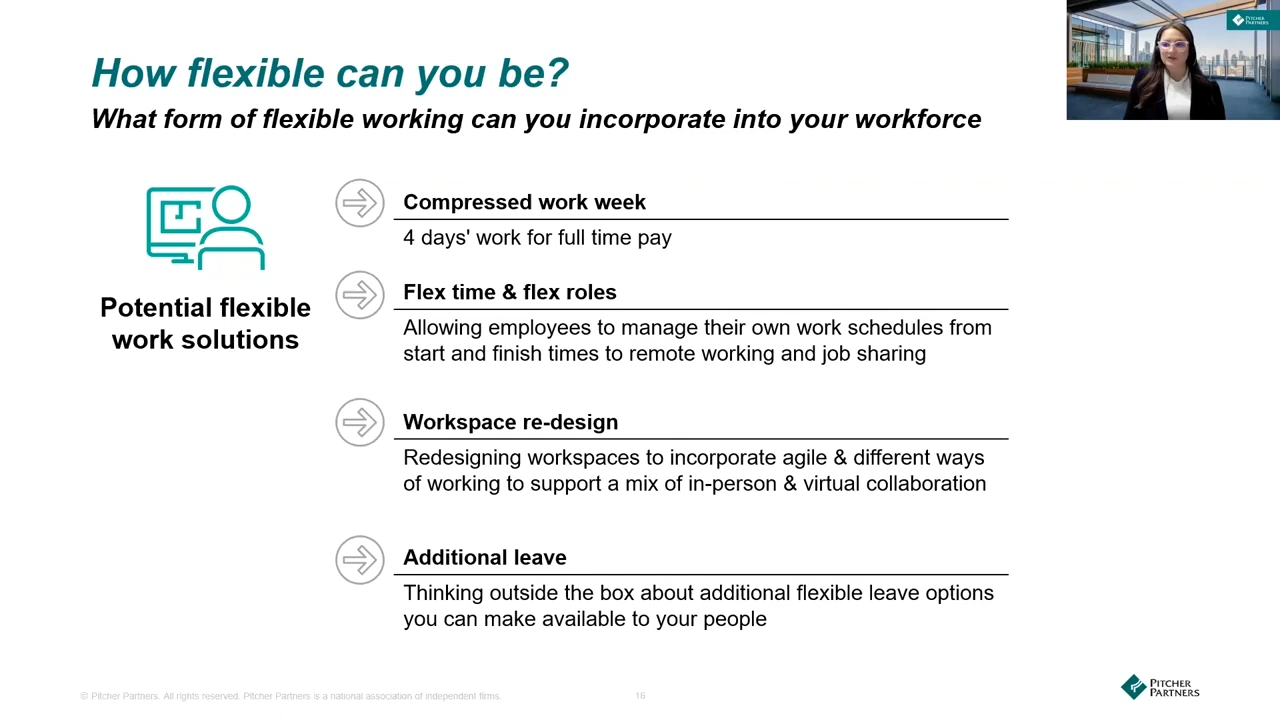 PITCHER
PARTNERS
How flexible can you be?
What form of flexible working can you incorporate into your workforce
Potential flexible
work solutions
Compressed work week
4 days' work for full time pay
Flex time & flex roles
Allowing employees to manage their own work schedules from
start and finish times to remote working and job sharing
Workspace re-design
Redesigning workspaces to incorporate agile & different ways
of working to support a mix of in-person & virtual collaboration
Additional leave
Thinking outside the box about additional flexible leave options
you can make available to your people
© Pitcher Partners. All rights reserved. Pitcher Partners is a national association of independent firms.
16
PITCHER
PARTNERS